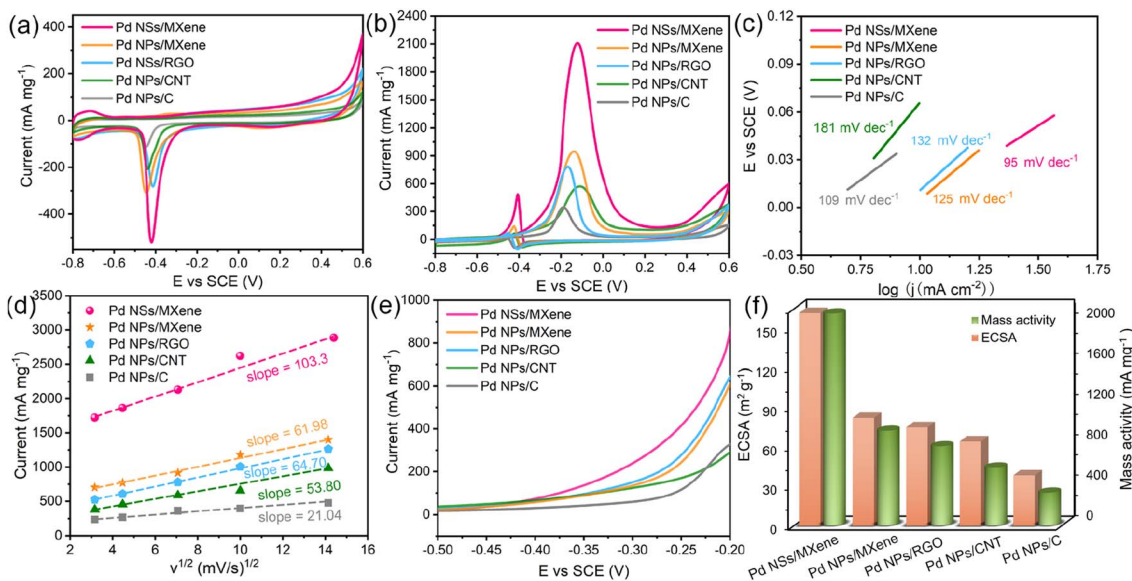 (a)
Pd NSs/MXene
Pd NPs/MXene
Pd NSs/RGO
Pd NPs/CNT
Pd NPs/C
400
200
0
-200
-400
Current (mA mg⁻¹)
-0.8 -0.6 -0.4 -0.2 0.0 0.2 0.4 0.6
E vs SCE (V)
(b)
Pd NSs/MXene
Pd NPs/MXene
Pd NPs/RGO
Pd NPs/CNT
Pd NPs/C
2400
2100
1800
1500
1200
900
600
300
0
Current (mA mg⁻¹)
-0.8 -0.6 -0.4 -0.2 0.0 0.2 0.4 0.6
E vs SCE (V)
(c)
Pd NSs/MXene
Pd NPs/MXene
Pd NPs/RGO
Pd NPs/CNT
Pd NPs/C
0.12
0.09
0.06
0.03
0.00
-0.03
E vs SCE (V)
181 mV dec⁻¹
132 mV dec⁻¹
95 mV dec⁻¹
109 mV dec⁻¹
125 mV dec⁻¹
0.50 0.75 1.00 1.25 1.50 1.75
log (j (mA cm⁻²))
(d)
Pd NSs/MXene
Pd NPs/MXene
Pd NPs/RGO
Pd NPs/CNT
Pd NPs/C
3500
3000
2500
2000
1500
1000
500
0
Current (mA mg⁻¹)
slope = 103.3
slope = 61.98
slope = 64.70
slope = 53.80
slope = 21.04
2 4 6 8 10 12 14 16
v¹ᐟ² (mV/s)¹ᐟ²
(e)
Pd NSs/MXene
Pd NPs/MXene
Pd NPs/RGO
Pd NPs/CNT
Pd NPs/C
1000
800
600
400
200
0
Current (mA mg⁻¹)
-0.50 -0.45 -0.40 -0.35 -0.30 -0.25 -0.20
E vs SCE (V)
(f)
Mass activity
ECSA
150
120
90
60
30
0
ECSA (m² g⁻¹)
2000
1600
1200
800
400
0
Mass activity (mA mg⁻¹)
Pd NSs/MXene
Pd NPs/MXene
Pd NPs/RGO
Pd NPs/CNT
Pd NPs/C